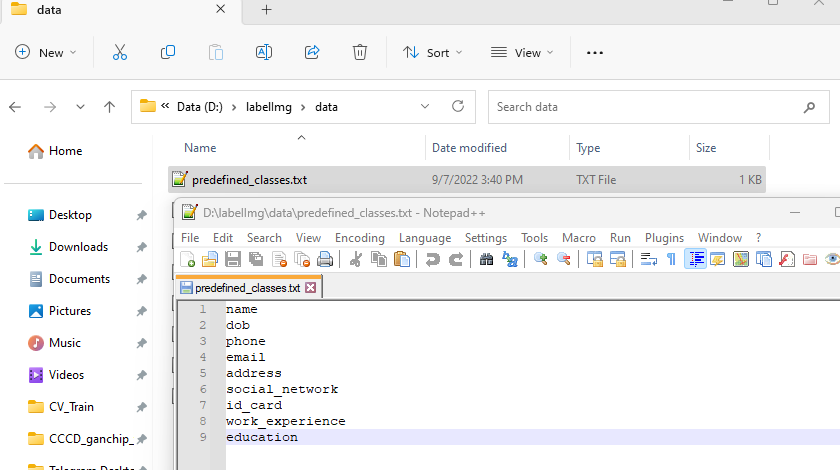 data
New
Sort
View
Data (D:) labelImg data
Search data
Home
Name Date modified Type Size
predefined_classes.txt 9/7/2022 3:40 PM TXT File 1 KB
D:\labelImg\data\predefined_classes.txt - Notepad++
File Edit Search View Encoding Language Settings Tools Macro Run Plugins Window ?
predefined_classes.txt
1 name
2 dob
3 phone
4 email
5 address
6 social_network
7 id_card
8 work_experience
9 education
Desktop
Downloads
Documents
Pictures
Music
Videos
CV_Train
CCCD_ganchip_
Telegram Deskto